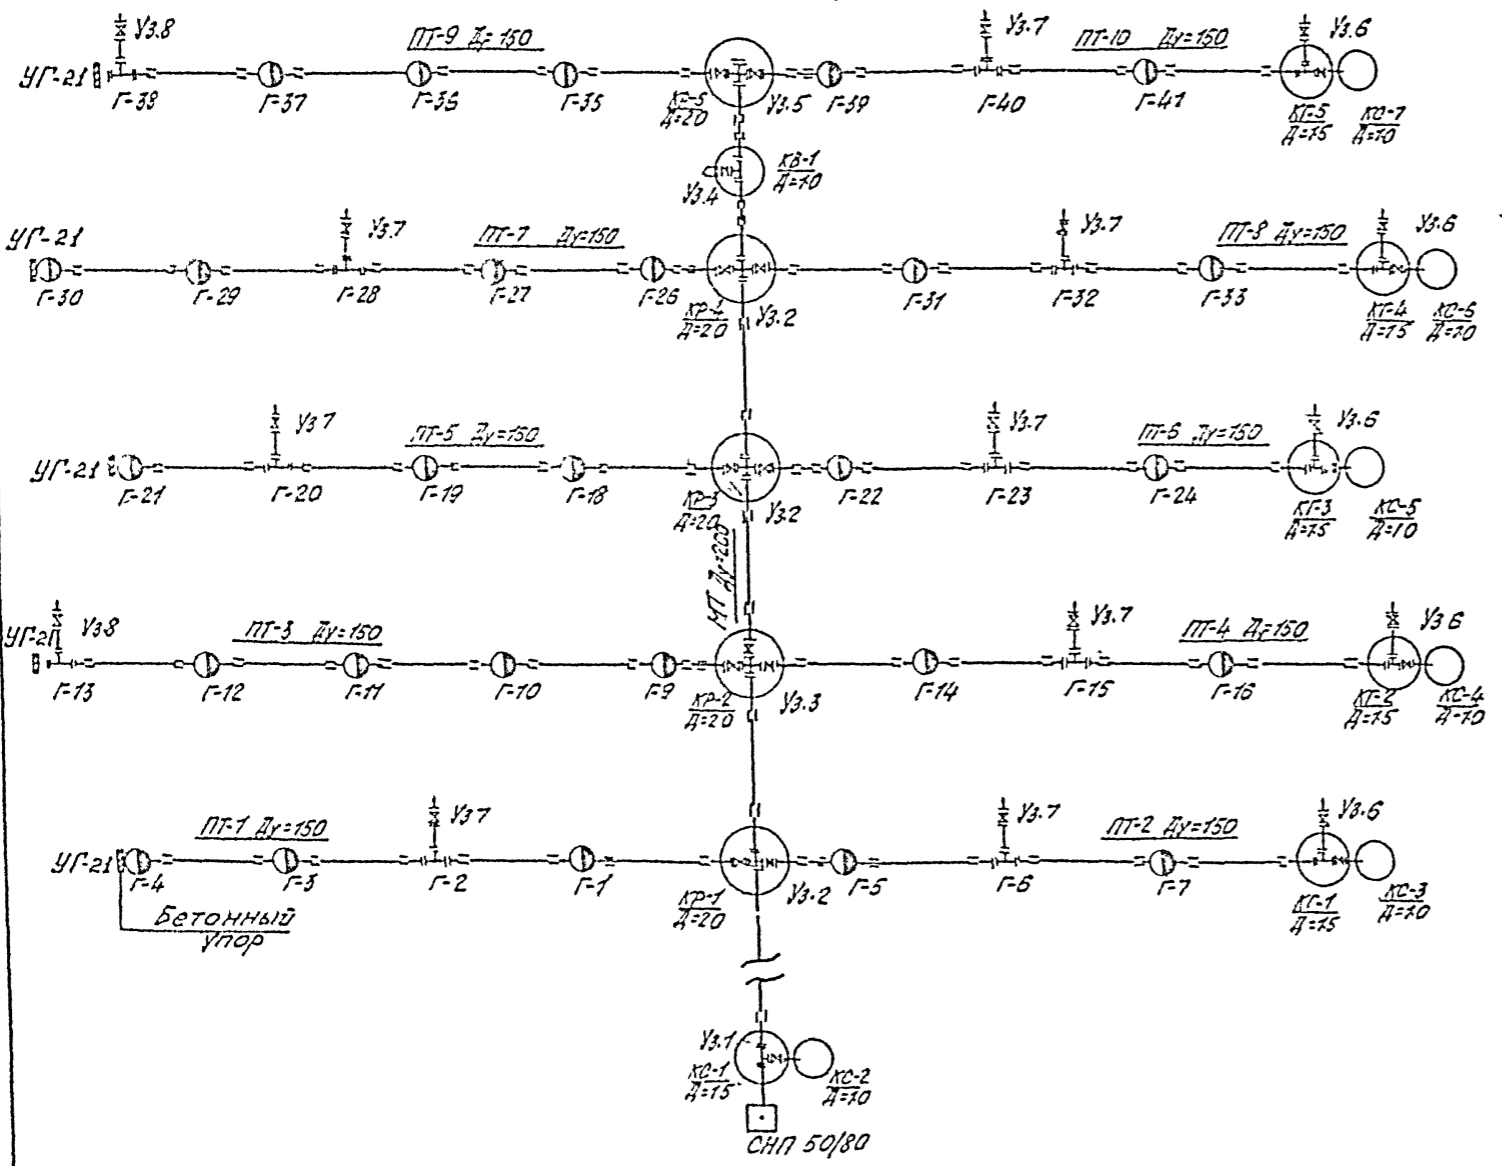 Уз.8
ПТ-9 Ду=150
Уз.7
ПТ-10 Ду=150
Уз.6
УГ-21
Г-38
Г-37
Г-36
Г-35
КР-5
Д=20
Уз.5
Г-39
Г-40
Г-41
КГ-5
Д=15
КС-7
Д=10
КВ-1
Д=10
Уз.4
УГ-21
Уз.7
ПТ-7 Ду=150
Уз.7
ПТ-8 Ду=150
Уз.6
Г-30
Г-29
Г-28
Г-27
Г-26
КР-4
Д=20
Уз.2
Г-31
Г-32
Г-33
КГ-4
Д=15
КС-6
Д=10
Уз7
ПТ-5 Ду=150
Уз.7
ПТ-6 Ду=150
Уз.6
УГ-21
Г-21
Г-20
Г-19
Г-18
КР-3
Д=20
Уз.2
Г-22
Г-23
Г-24
КГ-3
Д=15
КС-5
Д=10
МТ Ду=200
УГ-21
Уз8
ПТ-3 Ду=150
Уз.7
ПТ-4 Ду=150
Уз6
Г-13
Г-12
Г-11
Г-10
Г-9
КР-2
Д=20
Уз.3
Г-14
Г-15
Г-16
КГ-2
Д=15
КС-4
Д=10
ПТ-1 Ду=150
Уз7
Уз.7
ПТ-2 Ду=150
Уз.6
УГ-21
Г-4
Г-3
Г-2
Г-1
КР-1
Д=20
Уз.2
Г-5
Г-6
Г-7
КГ-1
Д=15
КС-3
Д=10
Бетонный
упор
Уз.1
КС-1
Д=15
КС-2
Д=10
СНП 50/80